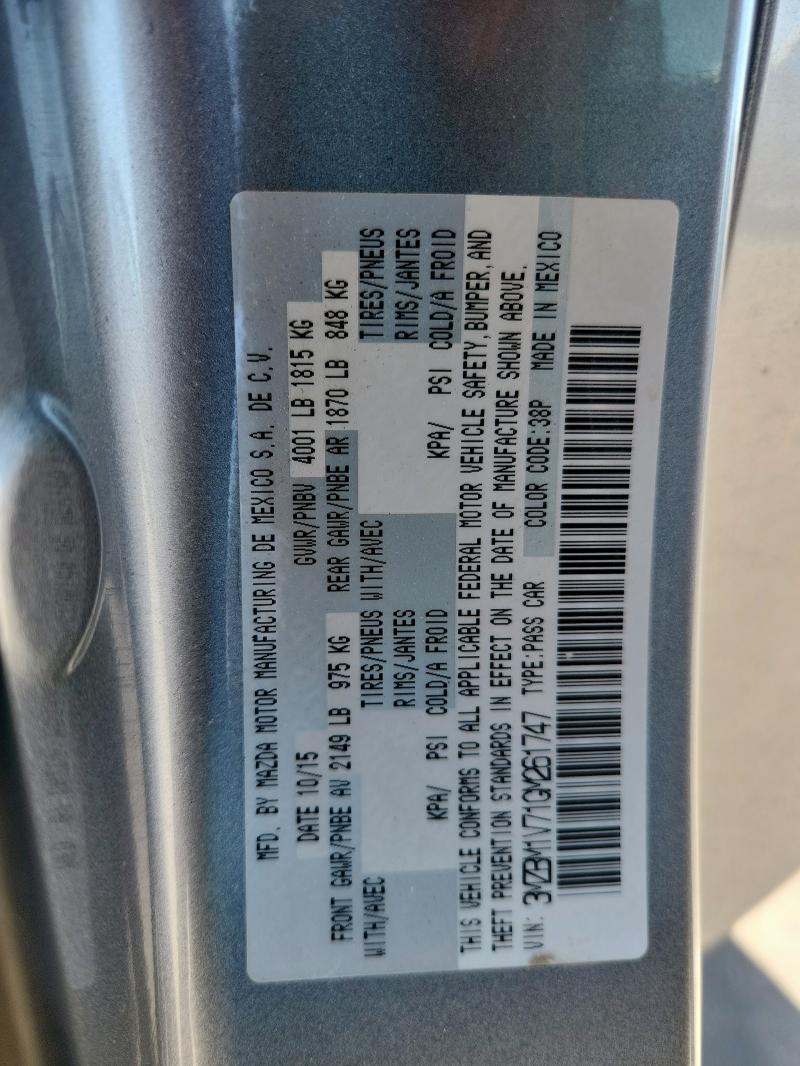 MFD. BY MAZDA MOTOR MANUFACTURING DE MEXICO S.A. DE C.V.
DATE 10/15 GVWR/PNBV 4001 LB 1815 KG
FRONT GAWR/PNBE AV 2149 LB 975 KG REAR GAWR/PNBE AR 1870 LB 848 KG
WITH/AVEC TIRES/PNEUS WITH/AVEC TIRES/PNEUS
RIMS/JANTES RIMS/JANTES
KPA/ PSI COLD/A FROID KPA/ PSI COLD/A FROID
THIS VEHICLE CONFORMS TO ALL APPLICABLE FEDERAL MOTOR VEHICLE SAFETY, BUMPER, AND
THEFT PREVENTION STANDARDS IN EFFECT ON THE DATE OF MANUFACTURE SHOWN ABOVE.
VIN: 3MZBM1V71GM261747 TYPE:PASS CAR COLOR CODE:38P MADE IN MEXICO